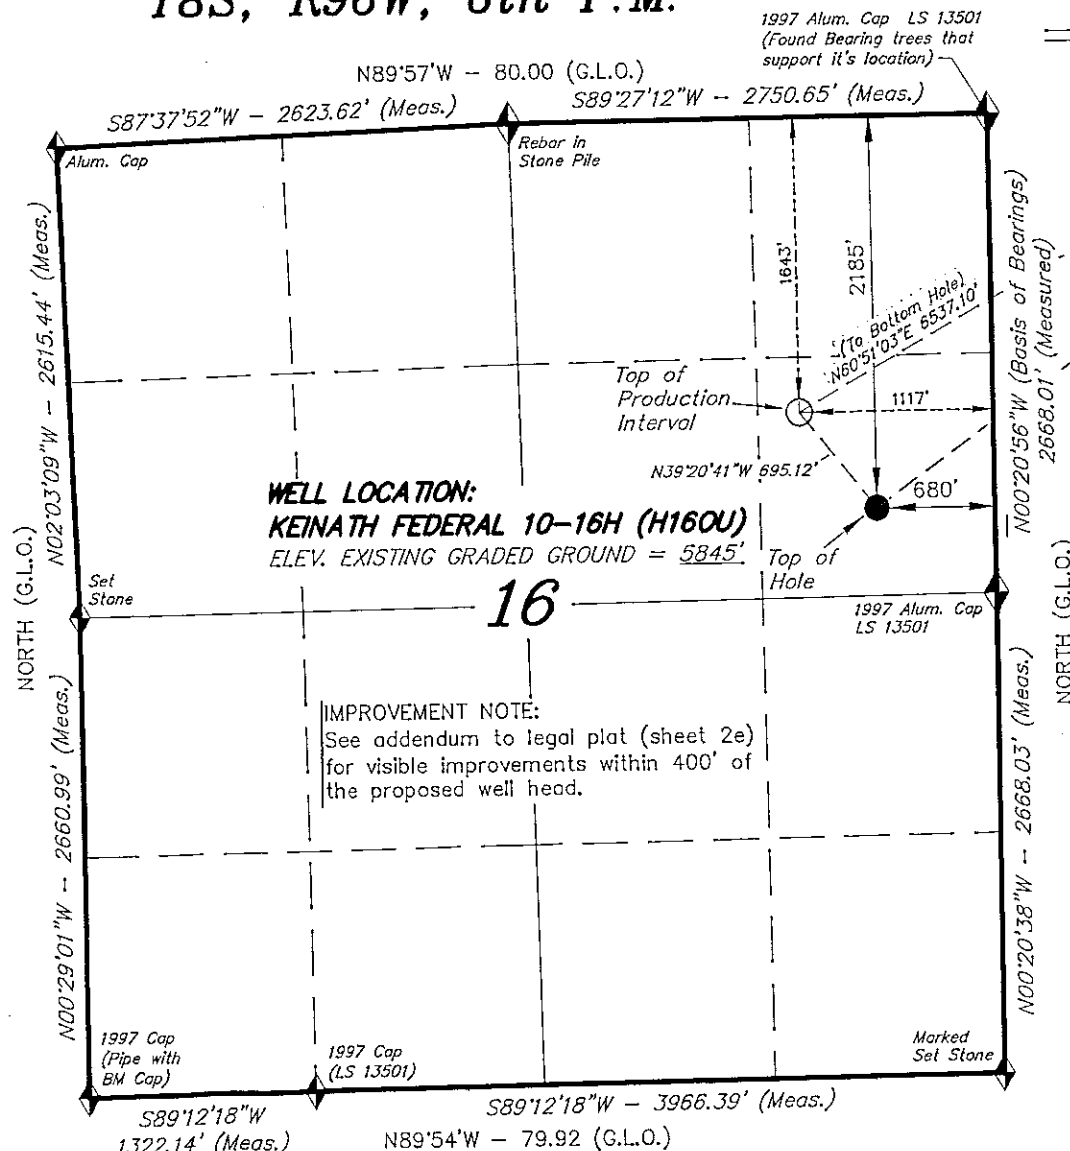 T8S, R96W, 6th P.M.
1997 Alum. Cap LS 13501
(Found Bearing trees that
support it's location)
N89°57'W – 80.00 (G.L.O.)
S87°37'52"W – 2623.62' (Meas.)
S89°27'12"W – 2750.65' (Meas.)
Alum. Cap
Rebar in
Stone Pile
N02°03'09"W – 2615.44' (Meas.)
1643'
2185'
(To Bottom Hole)
N60°51'03"E 6537.10'
N00°20'56"W (Basis of Bearings)
2668.01' (Measured)
Top of
Production
Interval
1117'
N39°20'41"W 695.12'
WELL LOCATION:
KEINATH FEDERAL 10–16H (H16OU)
ELEV. EXISTING GRADED GROUND = 5845'
680'
Top of
Hole
NORTH (G.L.O.)
Set
Stone
16
1997 Alum. Cap
LS 13501
NORTH (G.L.O.)
IMPROVEMENT NOTE:
See addendum to legal plat (sheet 2e)
for visible improvements within 400' of
the proposed well head.
N00°29'01"W – 2660.99' (Meas.)
N00°20'38"W – 2668.03' (Meas.)
1997 Cap
(Pipe with
BM Cap)
1997 Cap
(LS 13501)
Marked
Set Stone
S89°12'18"W
1322.14' (Meas.)
S89°12'18"W – 3966.39' (Meas.)
N89°54'W – 79.92 (G.L.O.)